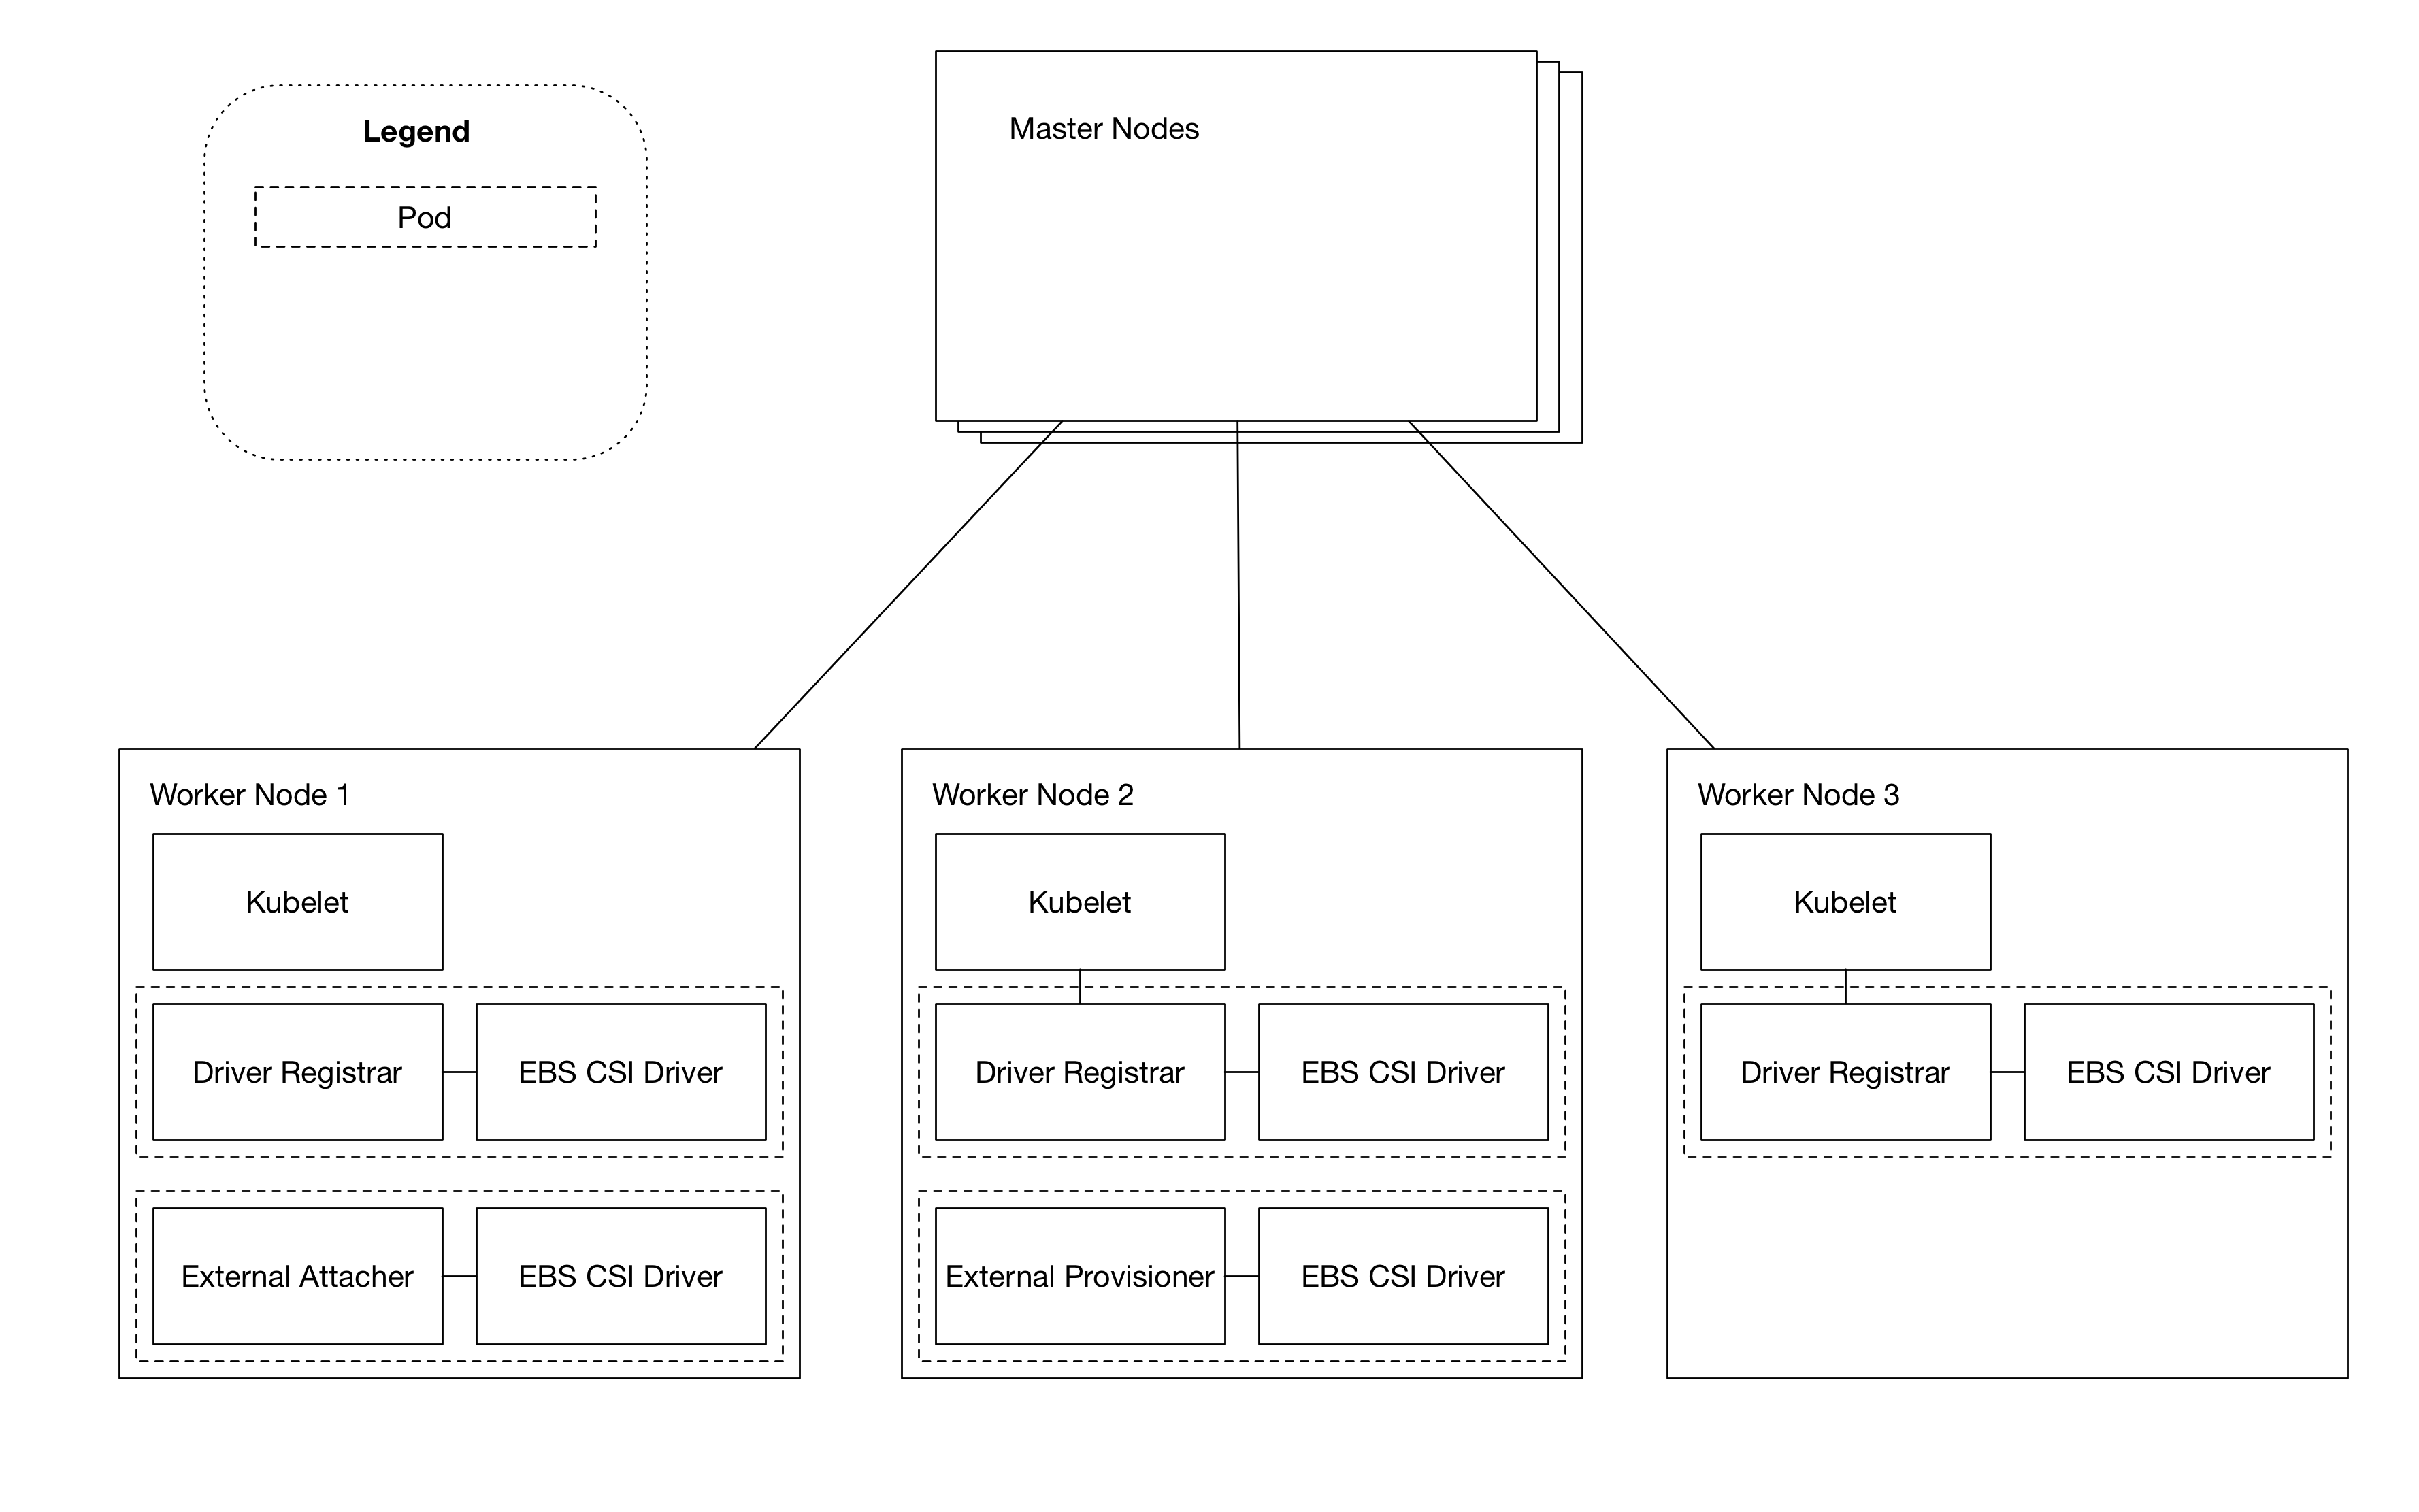 Legend
Pod
Master Nodes
Worker Node 1
Kubelet
Driver Registrar
EBS CSI Driver
External Attacher
EBS CSI Driver
Worker Node 2
Kubelet
Driver Registrar
EBS CSI Driver
External Provisioner
EBS CSI Driver
Worker Node 3
Kubelet
Driver Registrar
EBS CSI Driver